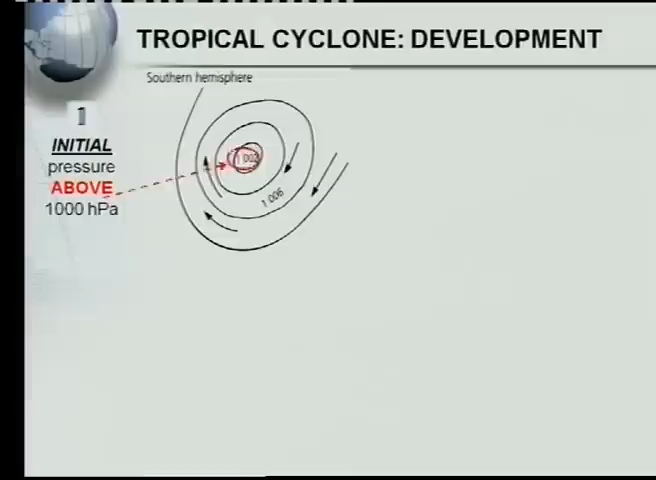 TROPICAL CYCLONE: DEVELOPMENT
Southern hemisphere
1
INITIAL
pressure
ABOVE
1000 hPa
1 006